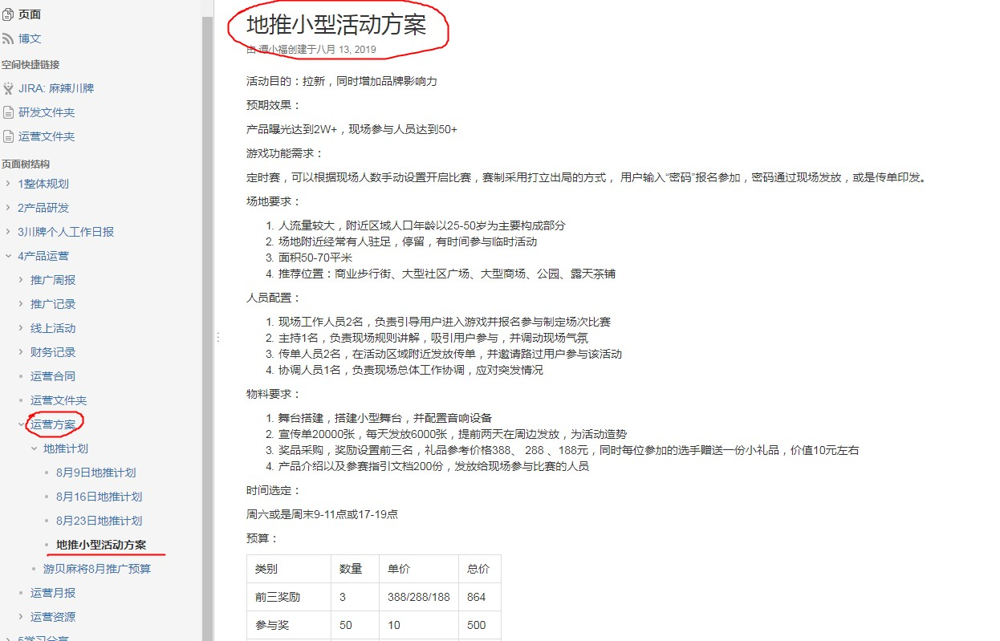 页面
博文
空间快捷链接
JIRA: 麻辣川牌
研发文件夹
运营文件夹
页面树结构
1整体规划
2产品研发
3川牌个人工作日报
4产品运营
推广周报
推广记录
线上活动
财务记录
运营合同
运营文件夹
运营方案
地推计划
8月9日地推计划
8月16日地推计划
8月23日地推计划
地推小型活动方案
游贝麻将8月推广预算
运营月报
运营资源
5学习分享
地推小型活动方案
由 谭小福创建于八月 13, 2019
活动目的：拉新，同时增加品牌影响力
预期效果：
产品曝光达到2W+，现场参与人员达到50+
游戏功能需求：
定时赛，可以根据现场人数手动设置开启比赛，赛制采用打立出局的方式， 用户输入“密码”报名参加，密码通过现场发放，或是传单印发。
场地要求：
1. 人流量较大，附近区域人口年龄以25-50岁为主要构成部分
2. 场地附近经常有人驻足，停留，有时间参与临时活动
3. 面积50-70平米
4. 推荐位置：商业步行街、大型社区广场、大型商场、公园、露天茶铺
人员配置：
1. 现场工作人员2名，负责引导用户进入游戏并报名参与制定场次比赛
2. 主持1名，负责现场规则讲解，吸引用户参与，并调动现场气氛
3. 传单人员2名，在活动区域附近发放传单，并邀请路过用户参与该活动
4. 协调人员1名，负责现场总体工作协调，应对突发情况
物料要求：
1. 舞台搭建，搭建小型舞台，并配置音响设备
2. 宣传单20000张，每天发放6000张，提前两天在周边发放，为活动造势
3. 奖品采购，奖励设置前三名，礼品参考价格388、 288 、188元，同时每位参加的选手赠送一份小礼品，价值10元左右
4. 产品介绍以及参赛指引文档200份，发放给现场参与比赛的人员
时间选定：
周六或是周末9-11点或17-19点
预算：
类别 数量 单价 总价
前三奖励 3 388/288/188 864
参与奖 50 10 500